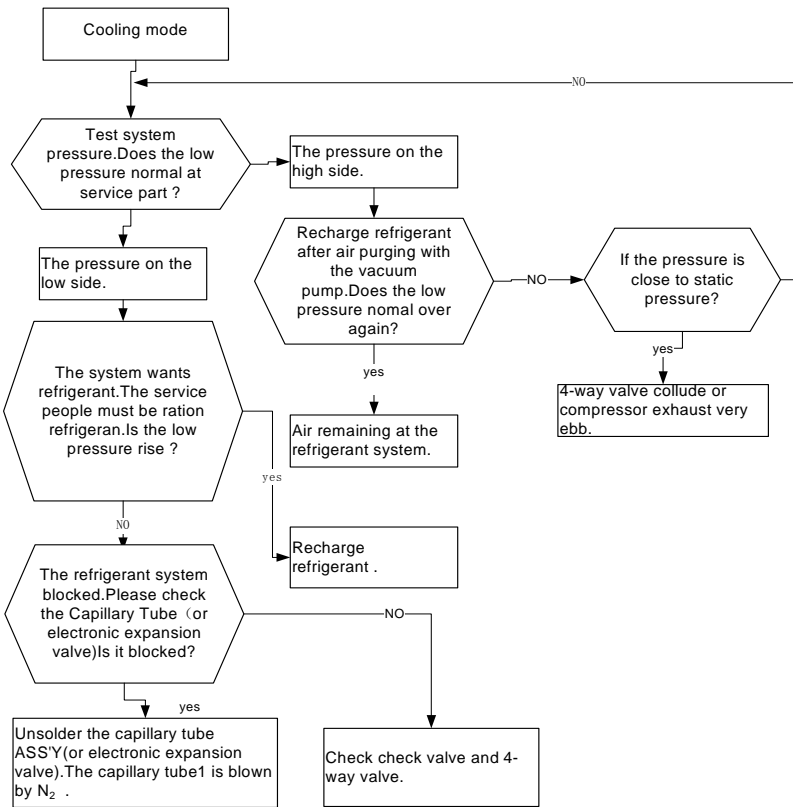 Cooling mode
NO
Test system
pressure.Does the low
pressure normal at
service part ?
The pressure on the
high side.
The pressure on the
low side.
Recharge refrigerant
after air purging with
the vacuum
pump.Does the low
pressure nomal over
again?
NO
If the pressure is
close to static
pressure?
yes
4-way valve collude or
compressor exhaust very
ebb.
yes
Air remaining at the
refrigerant system.
The system wants
refrigerant.The service
people must be ration
refrigeran.Is the low
pressure rise ?
yes
Recharge
refrigerant .
NO
The refrigerant system
blocked.Please check
the Capillary Tube（or
electronic expansion
valve)Is it blocked?
NO
yes
Unsolder the capillary tube
ASS'Y(or electronic expansion
valve).The capillary tube1 is blown
by N₂ .
Check check valve and 4-
way valve.